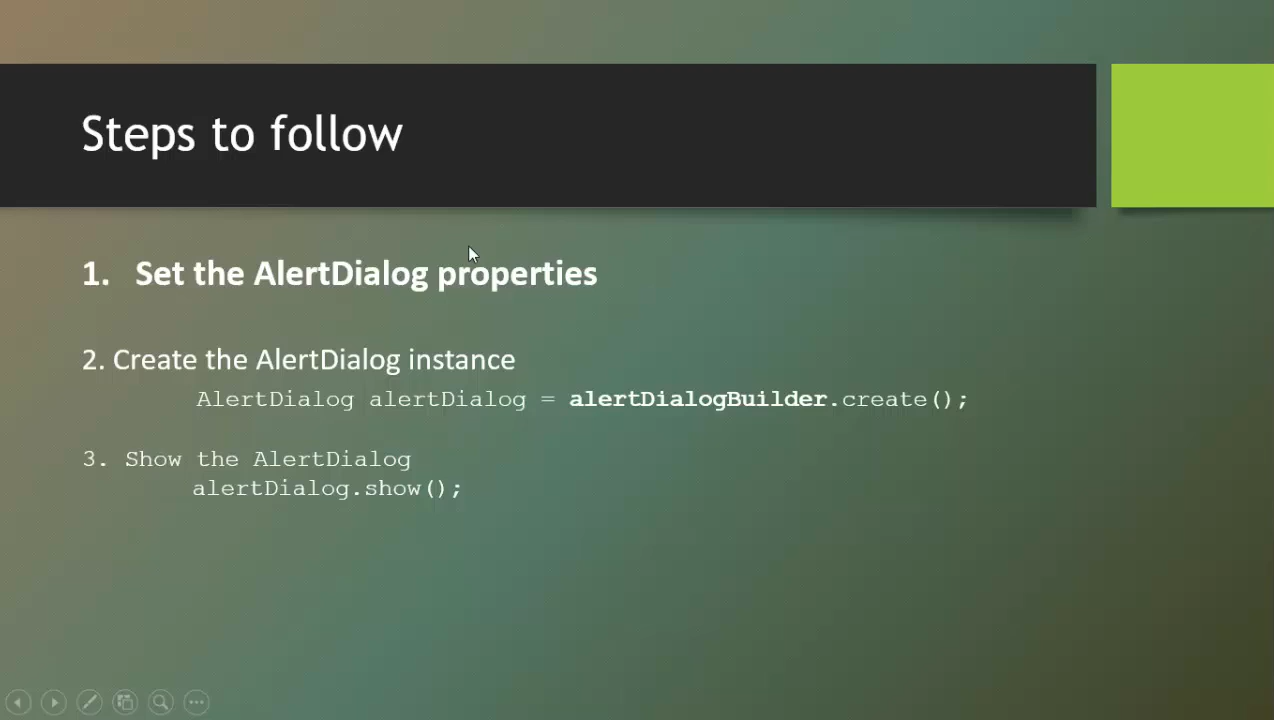 Steps to follow
1. Set the AlertDialog properties
2. Create the AlertDialog instance
AlertDialog alertDialog = alertDialogBuilder.create();
3. Show the AlertDialog
alertDialog.show();